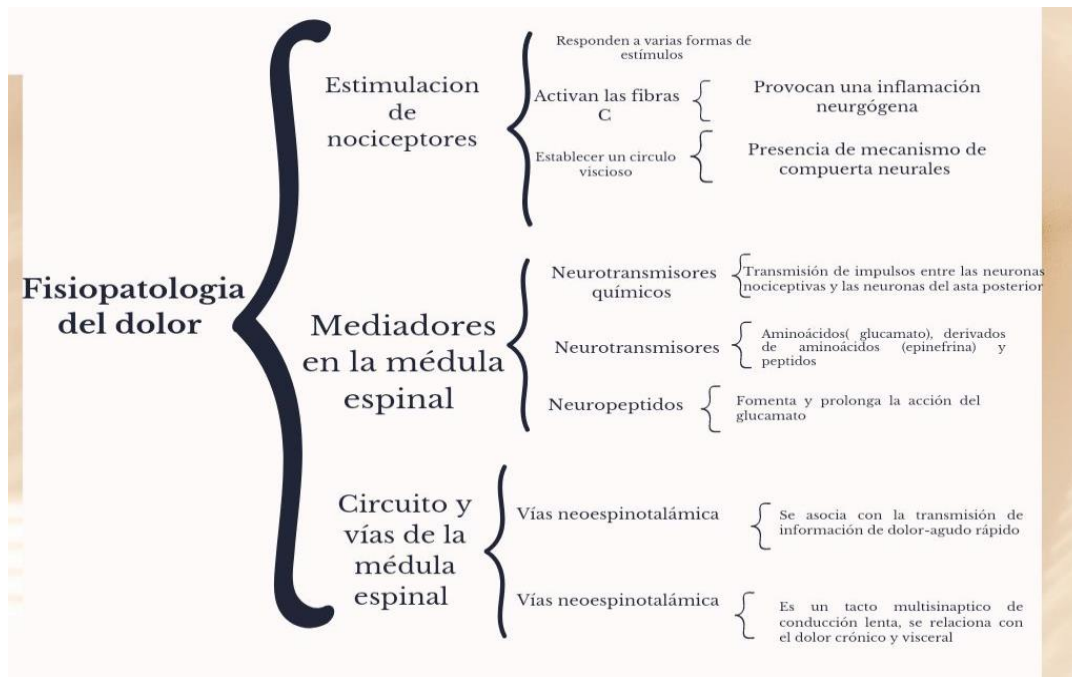 Fisiopatologia
del dolor
Estimulacion
de
nociceptores
Responden a varias formas de
estímulos
Activan las fibras
C
Provocan una inflamación
neurgógena
Establecer un circulo
viscioso
Presencia de mecanismo de
compuerta neurales
Mediadores
en la médula
espinal
Neurotransmisores
químicos
Transmisión de impulsos entre las neuronas
nociceptivas y las neuronas del asta posterior
Neurotransmisores
Aminoácidos( glucamato), derivados
de aminoácidos (epinefrina) y
peptidos
Neuropeptidos
Fomenta y prolonga la acción del
glucamato
Circuito y
vías de la
médula
espinal
Vías neoespinotalámica
Se asocia con la transmisión de
información de dolor-agudo rápido
Vías neoespinotalámica
Es un tacto multisinaptico de
conducción lenta, se relaciona con
el dolor crónico y visceral